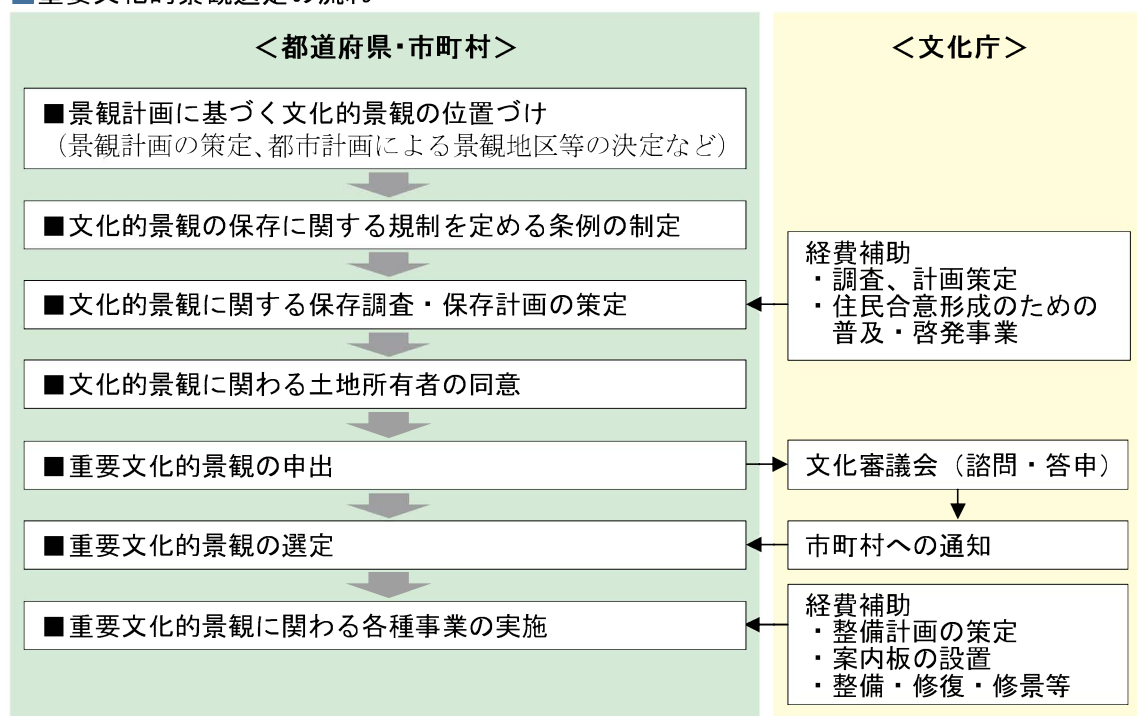 ■重要文化的景観選定の流れ
＜都道府県・市町村＞
■景観計画に基づく文化的景観の位置づけ
（景観計画の策定、都市計画による景観地区等の決定など）
■文化的景観の保存に関する規制を定める条例の制定
■文化的景観に関する保存調査・保存計画の策定
■文化的景観に関わる土地所有者の同意
■重要文化的景観の申出
■重要文化的景観の選定
■重要文化的景観に関わる各種事業の実施
＜文化庁＞
経費補助
・調査、計画策定
・住民合意形成のための
普及・啓発事業
文化審議会（諮問・答申）
市町村への通知
経費補助
・整備計画の策定
・案内板の設置
・整備・修復・修景等